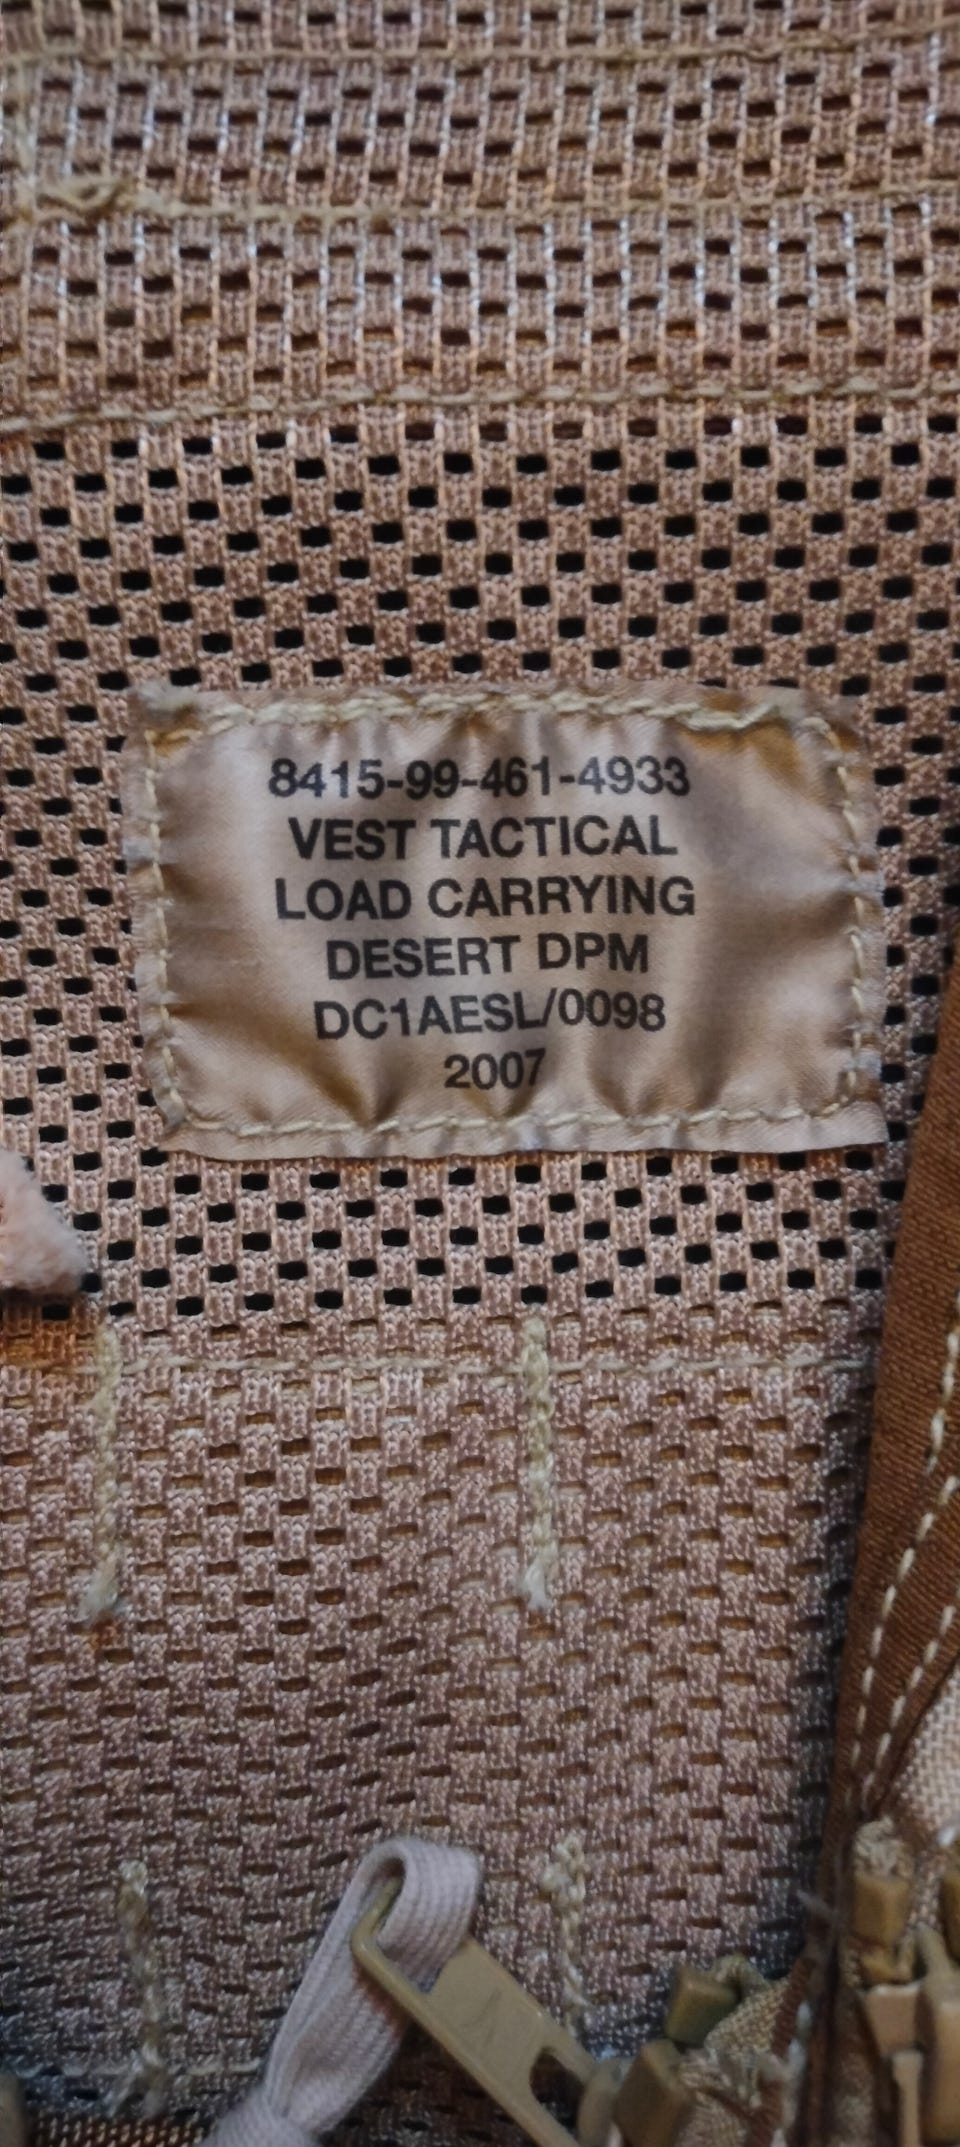 8415-99-461-4933
VEST TACTICAL
LOAD CARRYING
DESERT DPM
DC1AESL/0098
2007